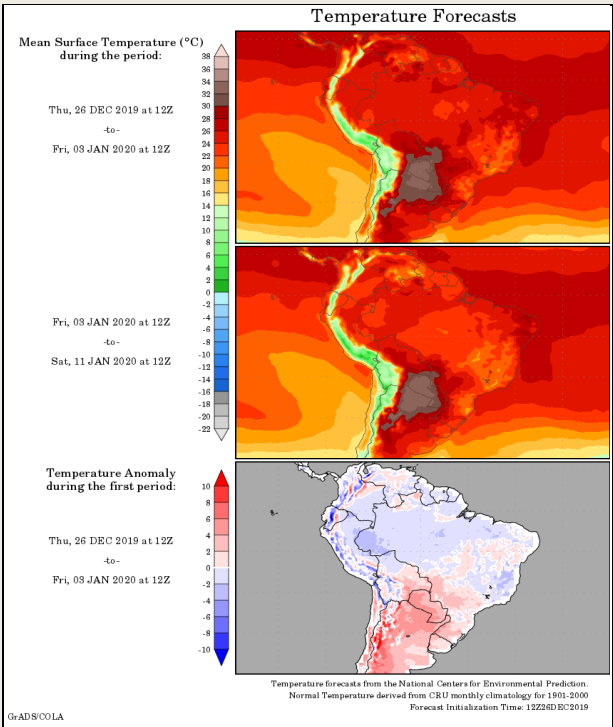 Temperature Forecasts
Mean Surface Temperature (°C)
during the period:
Thu, 26 DEC 2019 at 12Z
-to-
Fri, 03 JAN 2020 at 12Z
38
36
34
32
30
28
26
24
22
20
18
16
14
12
10
8
6
4
2
0
-2
-4
-6
-8
-10
-12
-14
-16
-18
-20
-22
Fri, 03 JAN 2020 at 12Z
-to-
Sat, 11 JAN 2020 at 12Z
Temperature Anomaly
during the first period:
Thu, 26 DEC 2019 at 12Z
-to-
Fri, 03 JAN 2020 at 12Z
10
8
6
4
2
0
-2
-4
-6
-8
-10
Temperature forecasts from the National Centers for Environmental Prediction.
Normal Temperature derived from CRU monthly climatology for 1901-2000
Forecast Initialization Time: 12Z26DEC2019
GrADS/COLA